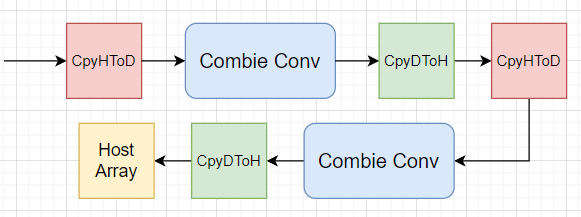 CpyHToD
Combie Conv
CpyDToH
CpyHToD
Host
Array
CpyDToH
Combie Conv